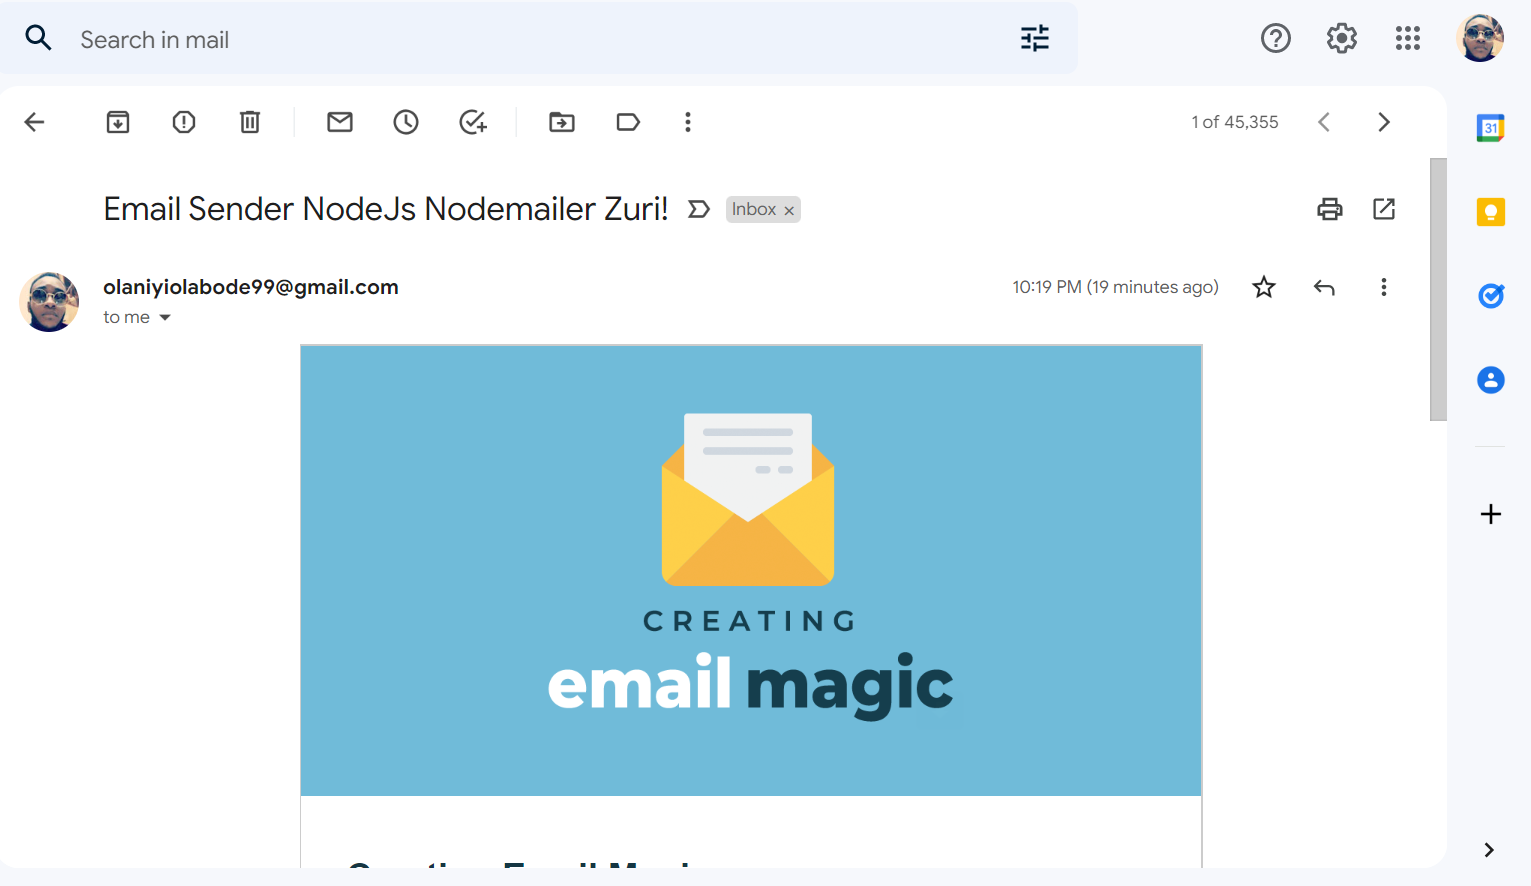 Search in mail
1 of 45,355
31
Email Sender NodeJs Nodemailer Zuri!
Inbox ×
olaniyiolabode99@gmail.com
10:19 PM (19 minutes ago)
to me
CREATING
email magic